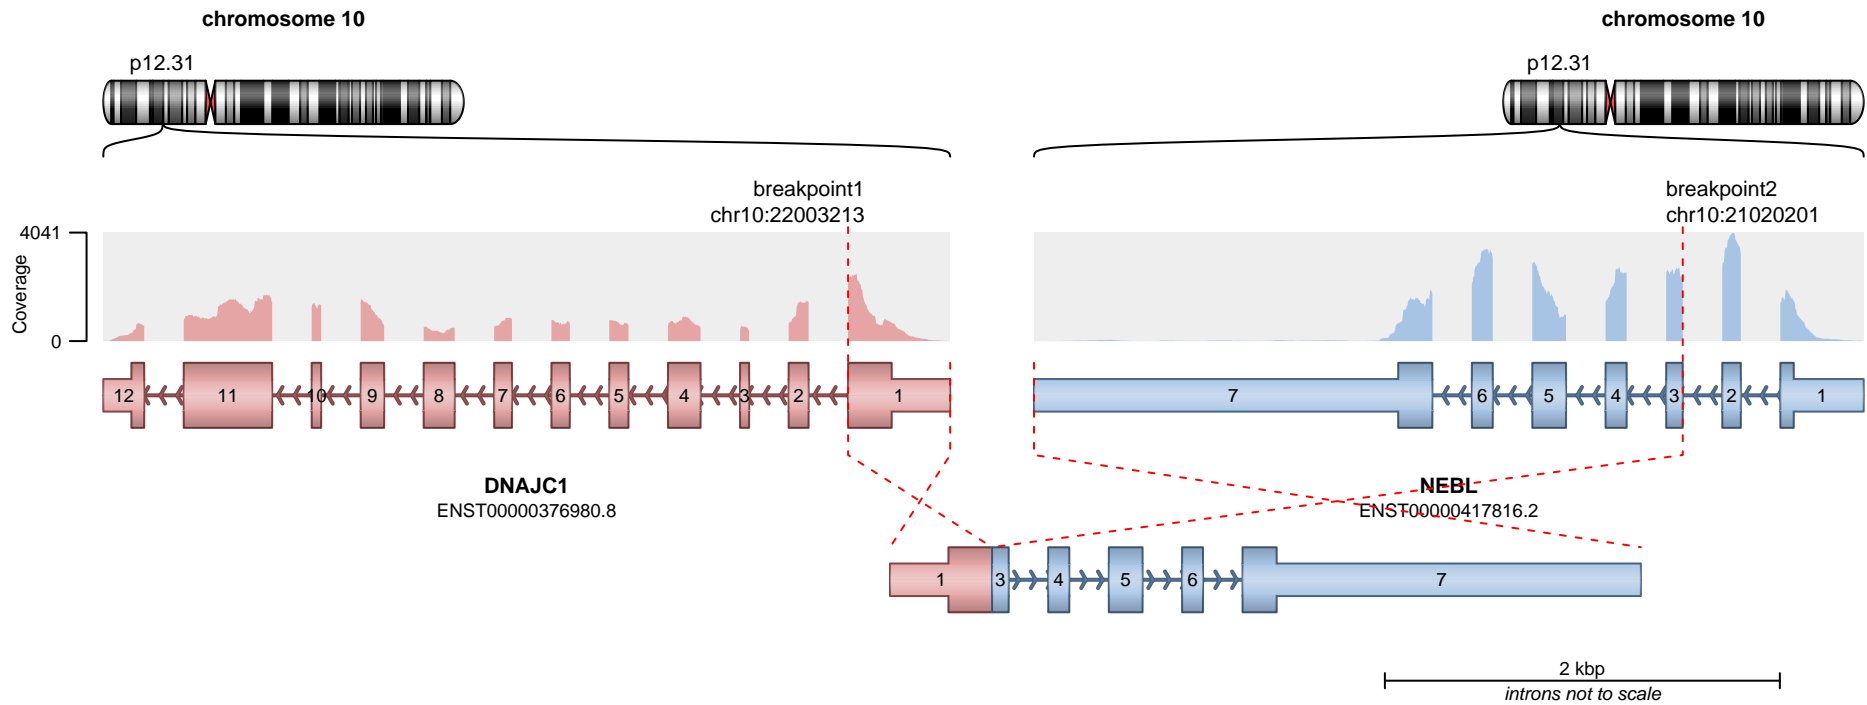 chromosome 10
chromosome 10
p12.31
p12.31
breakpoint1
chr10:22003213
breakpoint2
chr10:21020201
4041
Coverage
0
12 11 10 9 8 7 6 5 4 3 2 1
7 6 5 4 3 2 1
DNAJC1
ENST00000376980.8
NEBL
ENST00000417816.2
1 3 4 5 6 7
2 kbp
introns not to scale